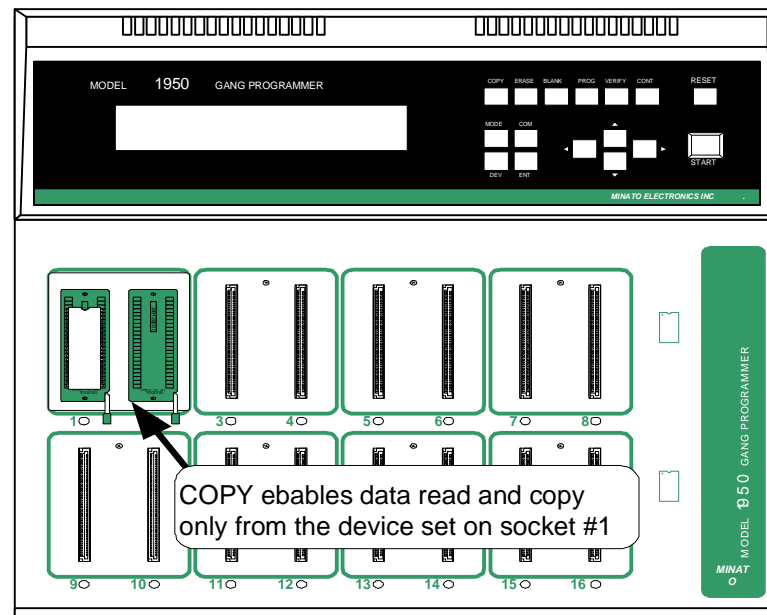 MODEL 1950 GANG PROGRAMMER
COPY ERASE BLANK PROG VERIFY CONT RESET
MODE COM
DEV ENT
START
MINATO ELECTRONICS INC .
1 3 4 5 6 7 8
COPY ebables data read and copy
only from the device set on socket #1
9 10 11 12 13 14 15 16
MODEL 1950 GANG PROGRAMMER
MINAT
O